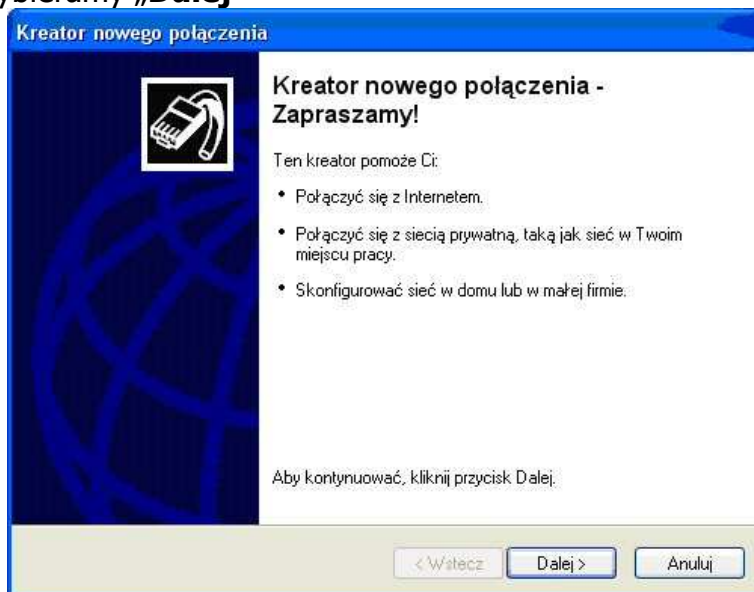 ybieramy „Dalej"
Kreator nowego połączenia
Kreator nowego połączenia -
Zapraszamy!
Ten kreator pomoże Ci:
• Połączyć się z Internetem.
• Połączyć się z siecią prywatną, taką jak sieć w Twoim
miejscu pracy.
• Skonfigurować sieć w domu lub w małej firmie.
Aby kontynuować, kliknij przycisk Dalej.
< Wstecz Dalej > Anuluj